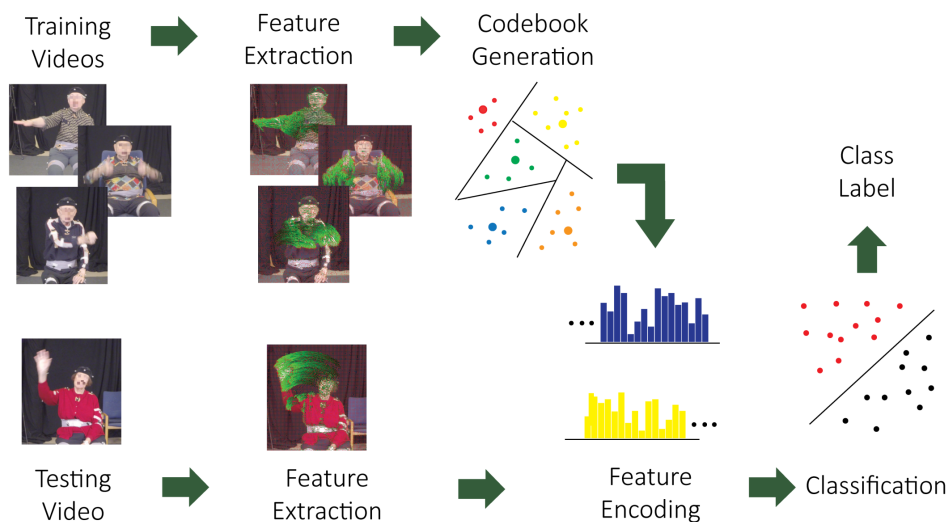 Training
Videos
Feature
Extraction
Codebook
Generation
Class
Label
Testing
Video
Feature
Extraction
Feature
Encoding
Classification